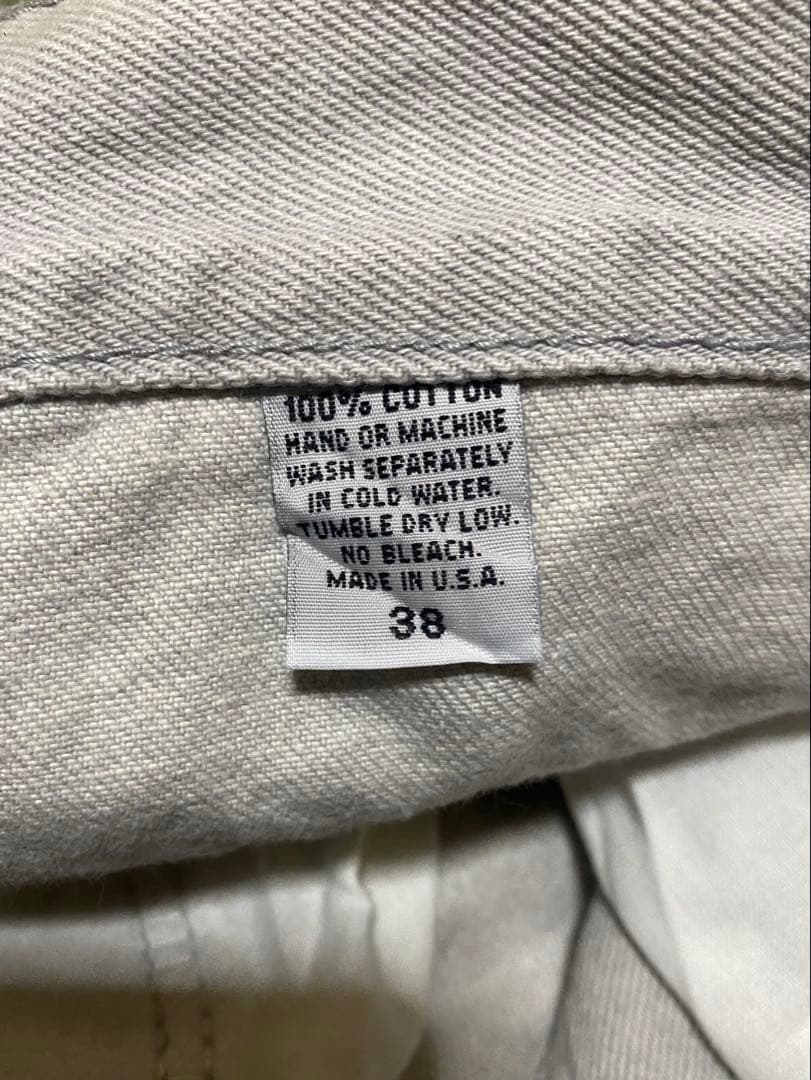 100% COTTON
HAND OR MACHINE
WASH SEPARATELY
IN COLD WATER.
TUMBLE DRY LOW.
NO BLEACH.
MADE IN U.S.A.
38